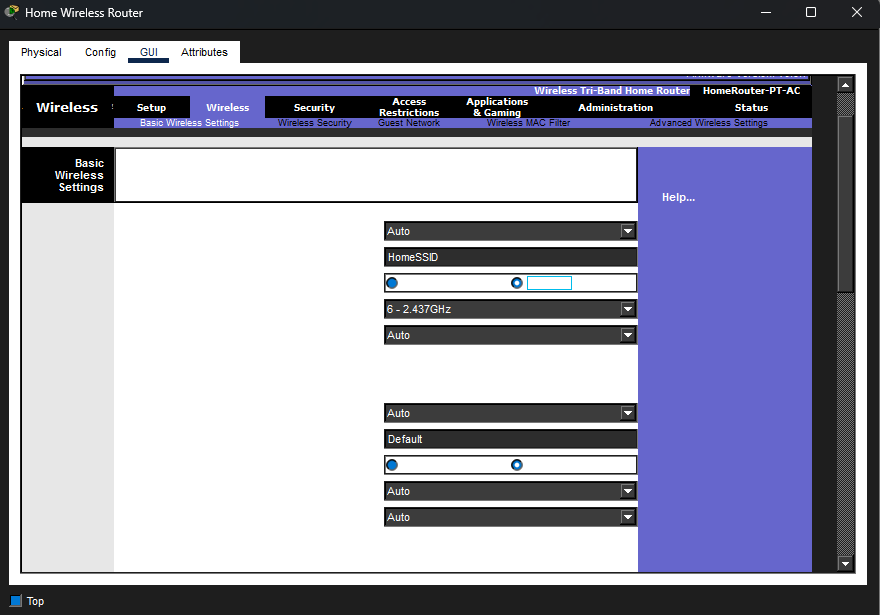 Home Wireless Router
Physical Config GUI Attributes
Wireless Tri-Band Home Router HomeRouter-PT-AC
Wireless Setup Wireless Security Access Restrictions Applications & Gaming Administration Status
Basic Wireless Settings Wireless Security Guest Network Wireless MAC Filter Advanced Wireless Settings
Basic
Wireless
Settings
Help...
Auto
HomeSSID
6 - 2.437GHz
Auto
Auto
Default
Auto
Auto
Top